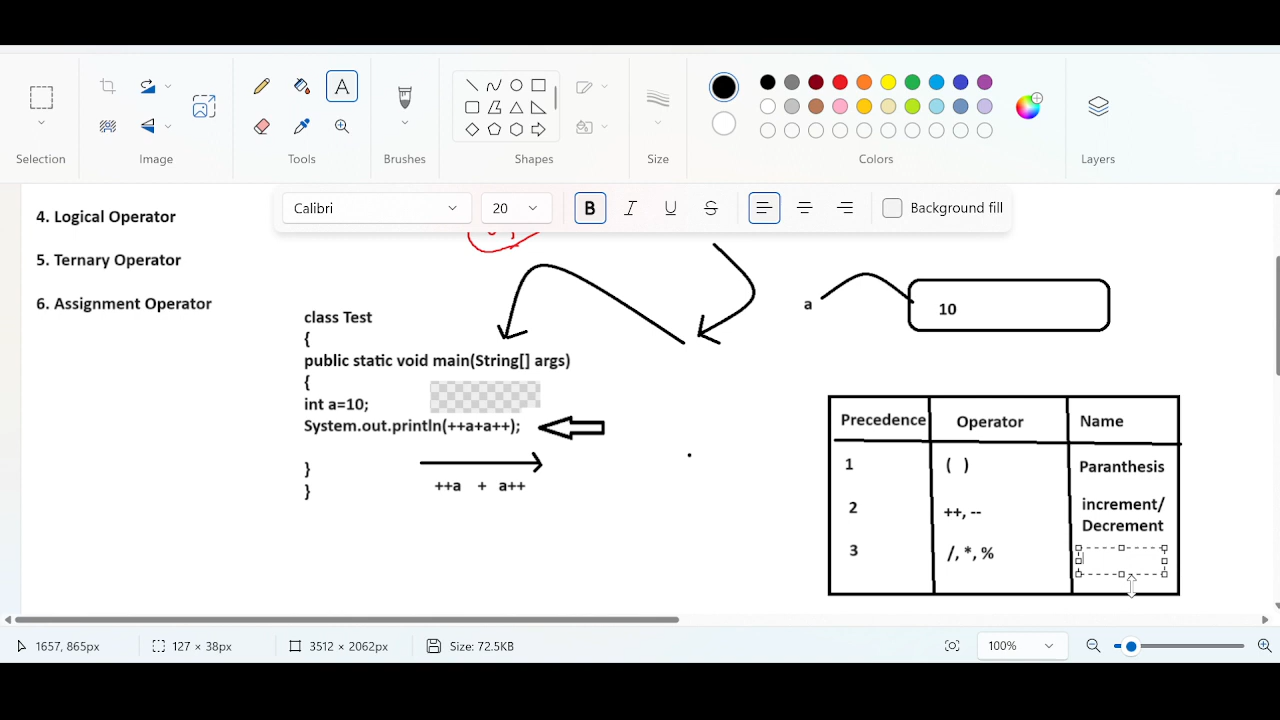 Selection
Image
Tools
Brushes
Shapes
Size
Colors
Layers
Calibri
20
B
I
U
S
Background fill
4. Logical Operator
5. Ternary Operator
6. Assignment Operator
class Test
{
public static void main(String[] args)
{
int a=10;
System.out.println(++a+a++);
}
}
++a + a++
a
10
Precedence Operator Name
1 ( ) Paranthesis
2 ++, -- increment/
Decrement
3 /, *, %
1657, 865px
127 × 38px
3512 × 2062px
Size: 72.5KB
100%